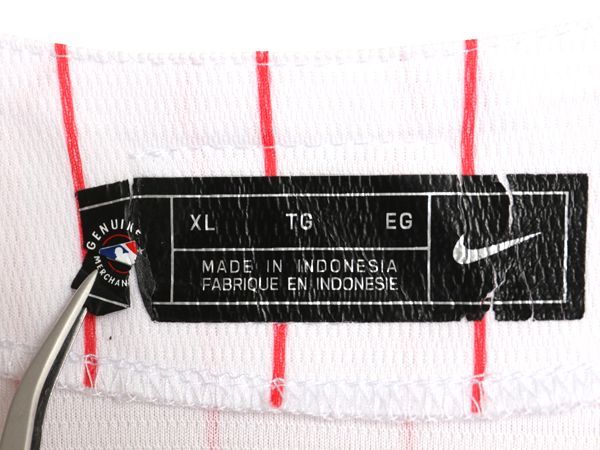 GENUINE
MERCHAN
XL TG EG
MADE IN INDONESIA
FABRIQUE EN INDONESIE